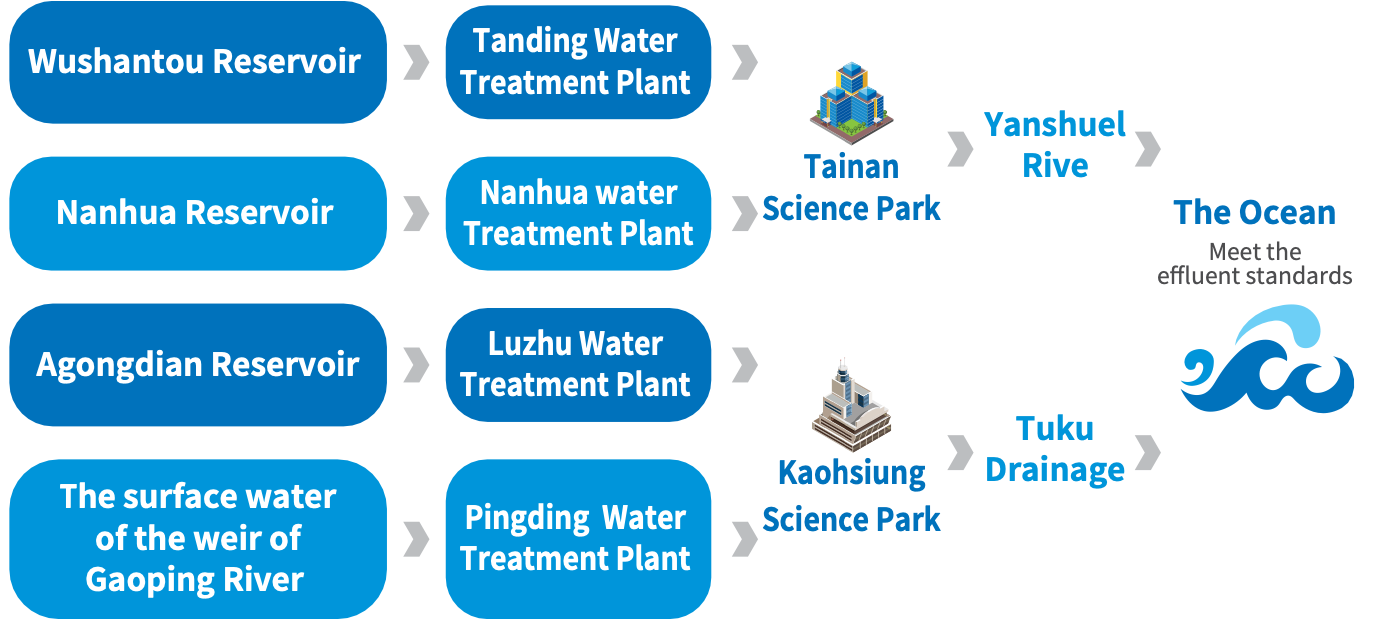 Wushantou Reservoir
Tanding Water
Treatment Plant
Nanhua Reservoir
Nanhua water
Treatment Plant
Tainan
Science Park
Yanshuel
Rive
Agongdian Reservoir
Luzhu Water
Treatment Plant
The surface water
of the weir of
Gaoping River
Pingding Water
Treatment Plant
Kaohsiung
Science Park
Tuku
Drainage
The Ocean
Meet the
effluent standards